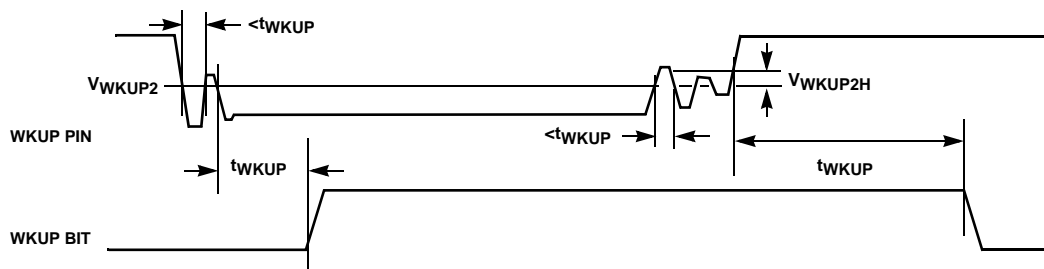 <tWKUP
VWKUP2
VWKUP2H
WKUP PIN
<tWKUP
tWKUP
tWKUP
WKUP BIT